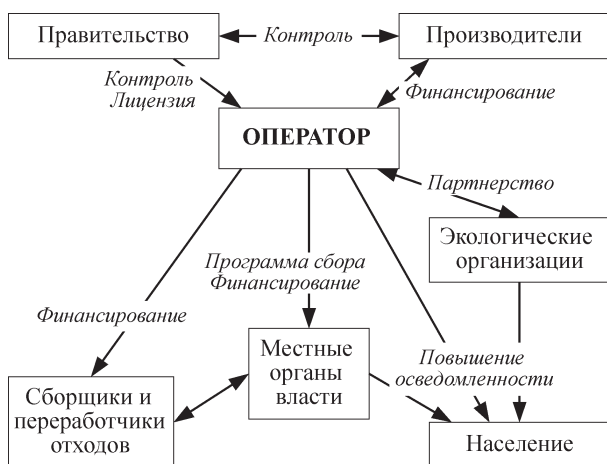 Правительство
Контроль
Производители
Контроль
Лицензия
Финансирование
ОПЕРАТОР
Партнерство
Экологические
организации
Программа сбора
Финансирование
Финансирование
Местные
органы
власти
Повышение
осведомленности
Сборщики и
переработчики
отходов
Население